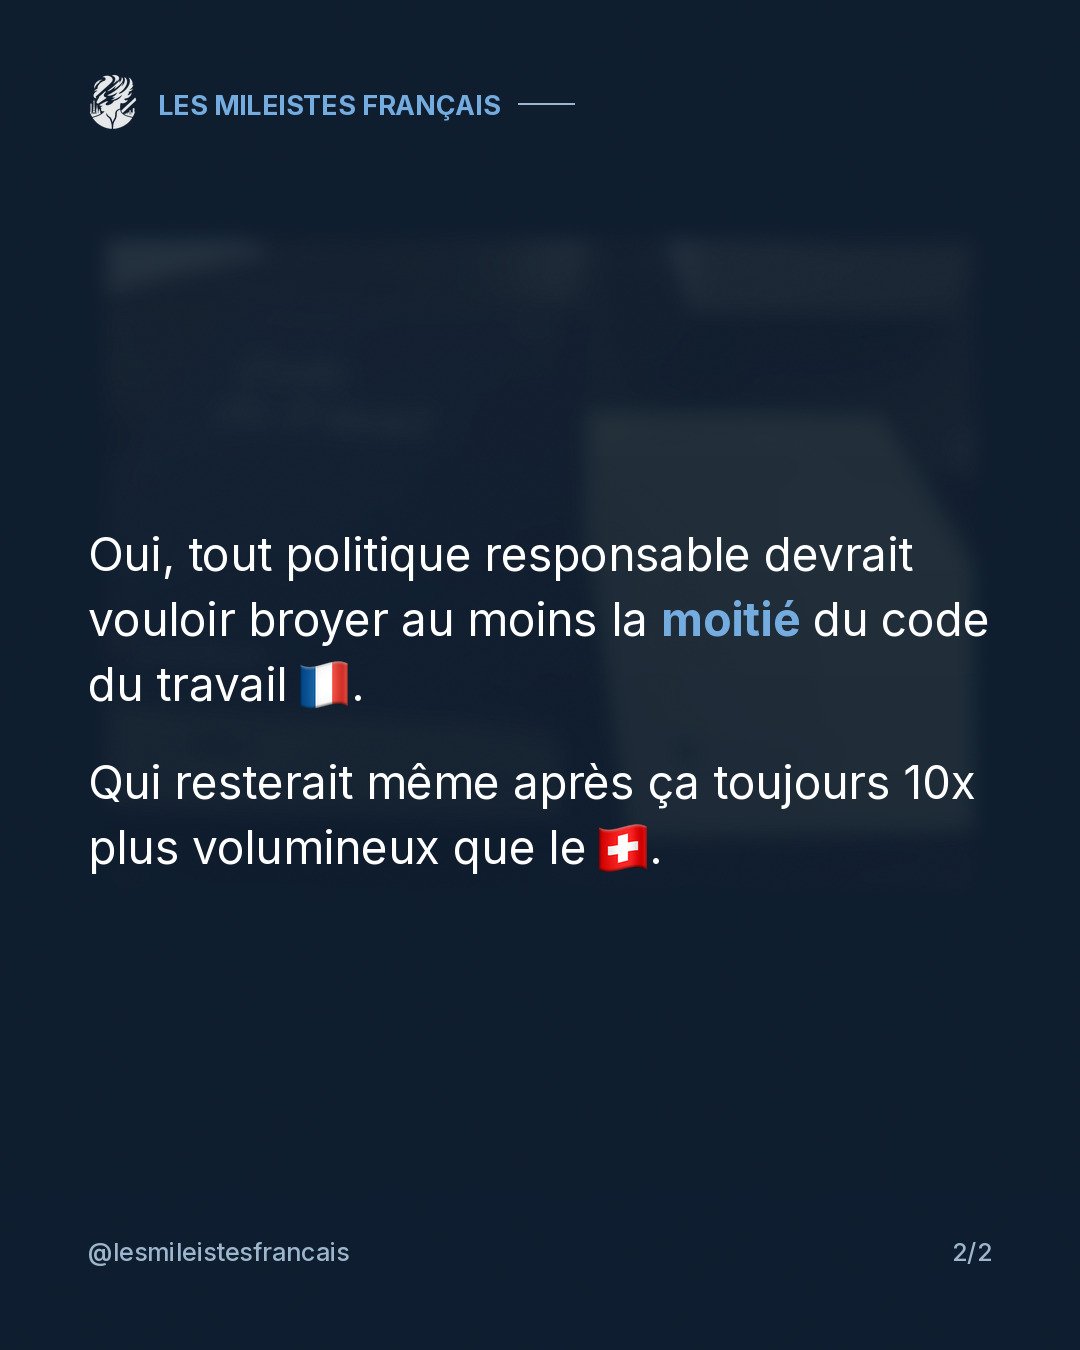 LES MILEISTES FRANÇAIS
Oui, tout politique responsable devrait
vouloir broyer au moins la moitié du code
du travail 🇫🇷.
Qui resterait même après ça toujours 10x
plus volumineux que le 🇨🇭.
@lesmileistesfrancais
2/2